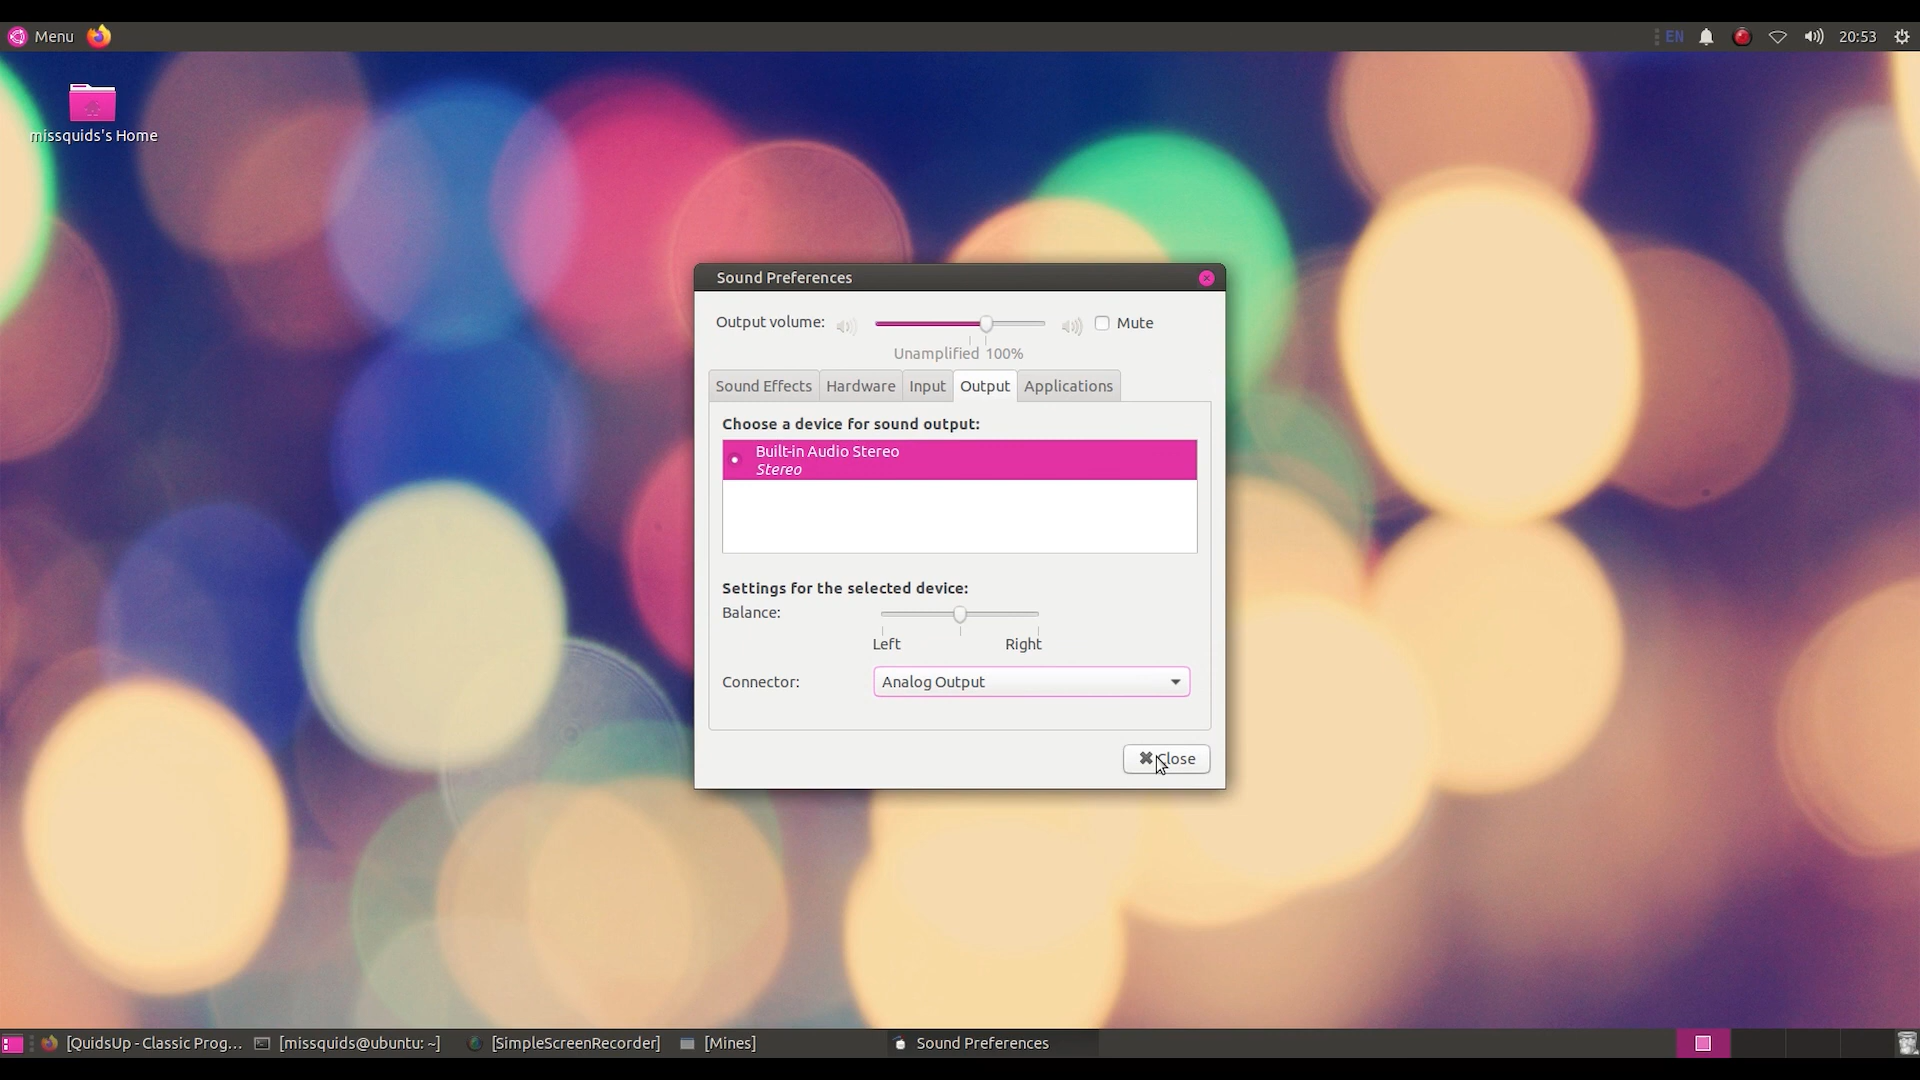 Menu
EN
20:53
missquids's Home
Sound Preferences
Output volume:
Mute
Unamplified 100%
Sound Effects Hardware Input Output Applications
Choose a device for sound output:
Built-in Audio Stereo
Stereo
Settings for the selected device:
Balance:
Left Right
Connector: Analog Output
Close
[QuidsUp - Classic Prog... [missquids@ubuntu: ~] [SimpleScreenRecorder] [Mines] Sound Preferences